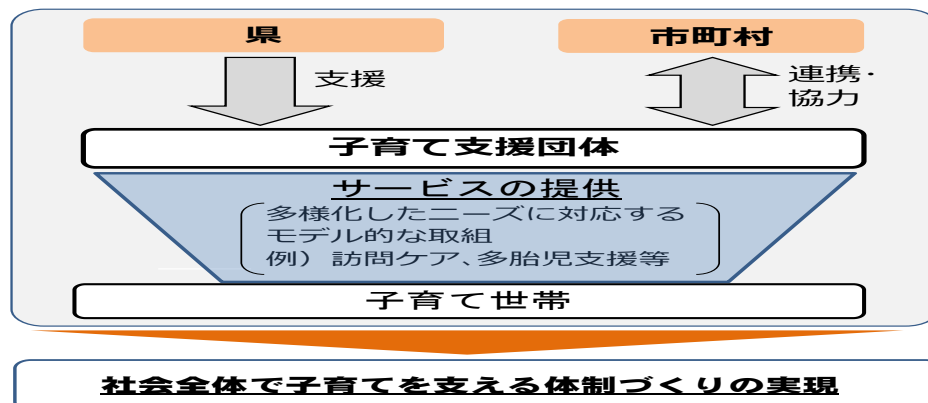 県
市町村
支援
連携・
協力
子育て支援団体
サービスの提供
多様化したニーズに対応する
モデル的な取組
例）訪問ケア、多胎児支援等
子育て世帯
社会全体で子育てを支える体制づくりの実現